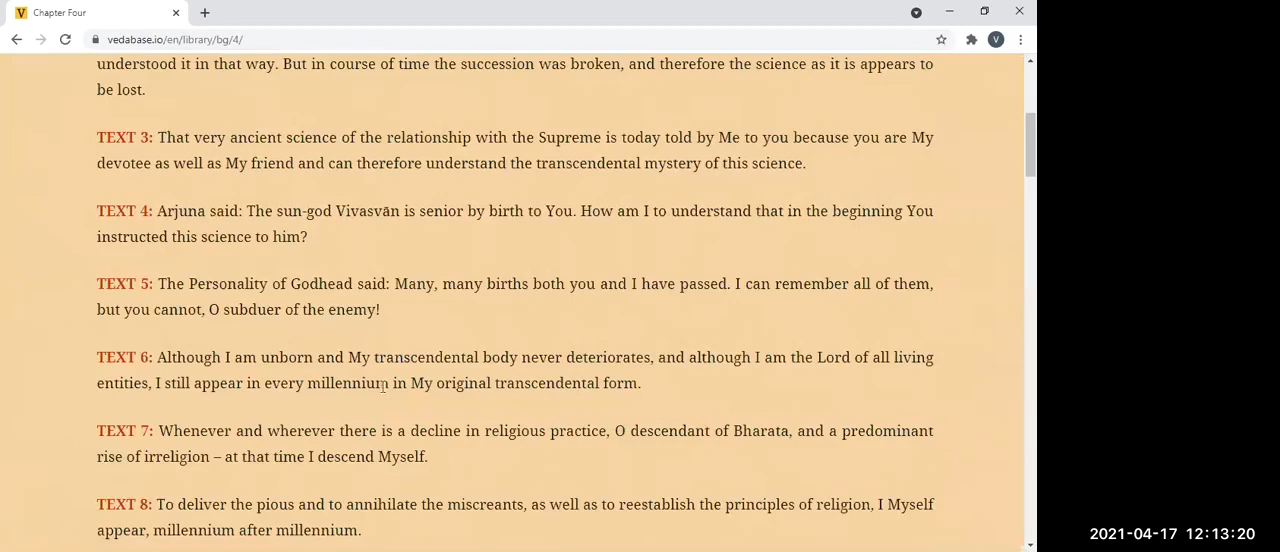 V Chapter Four
vedabase.io/en/library/bg/4/
V
understood it in that way. But in course of time the succession was broken, and therefore the science as it is appears to
be lost.
TEXT 3: That very ancient science of the relationship with the Supreme is today told by Me to you because you are My
devotee as well as My friend and can therefore understand the transcendental mystery of this science.
TEXT 4: Arjuna said: The sun-god Vivasvān is senior by birth to You. How am I to understand that in the beginning You
instructed this science to him?
TEXT 5: The Personality of Godhead said: Many, many births both you and I have passed. I can remember all of them,
but you cannot, O subduer of the enemy!
TEXT 6: Although I am unborn and My transcendental body never deteriorates, and although I am the Lord of all living
entities, I still appear in every millennium in My original transcendental form.
TEXT 7: Whenever and wherever there is a decline in religious practice, O descendant of Bharata, and a predominant
rise of irreligion – at that time I descend Myself.
TEXT 8: To deliver the pious and to annihilate the miscreants, as well as to reestablish the principles of religion, I Myself
appear, millennium after millennium.
2021-04-17 12:13:20